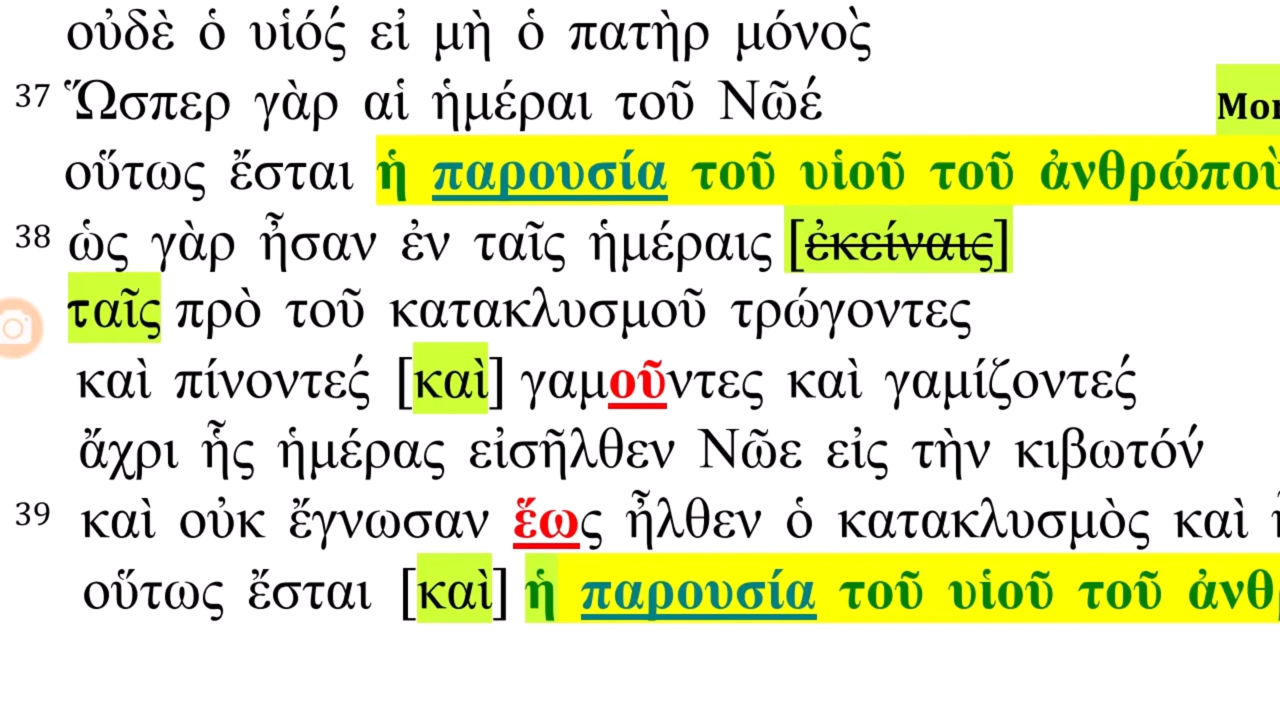 οὐδὲ ὁ υἱός́ εἰ μὴ ὁ πατὴρ μόνος̀
37 Ὥσπερ γὰρ αἱ ἡμέραι τοῦ Νῶέ
οὕτως ἔσται ἡ παρουσία τοῦ υἱοῦ τοῦ ἀνθρώποὺ
38 ὡς γὰρ ἦσαν ἐν ταῖς ἡμέραις [ἐκείναις]
ταῖς πρὸ τοῦ κατακλυσμοῦ τρώγοντες
καὶ πίνοντες́ [καὶ] γαμοῦντες καὶ γαμίζοντες́
ἄχρι ἧς ἡμέρας εἰσῆλθεν Νῶε εἰς τὴν κιβωτόν́
39 καὶ οὐκ ἔγνωσαν ἕως ἦλθεν ὁ κατακλυσμὸς καὶ
οὕτως ἔσται [καὶ] ἡ παρουσία τοῦ υἱοῦ τοῦ